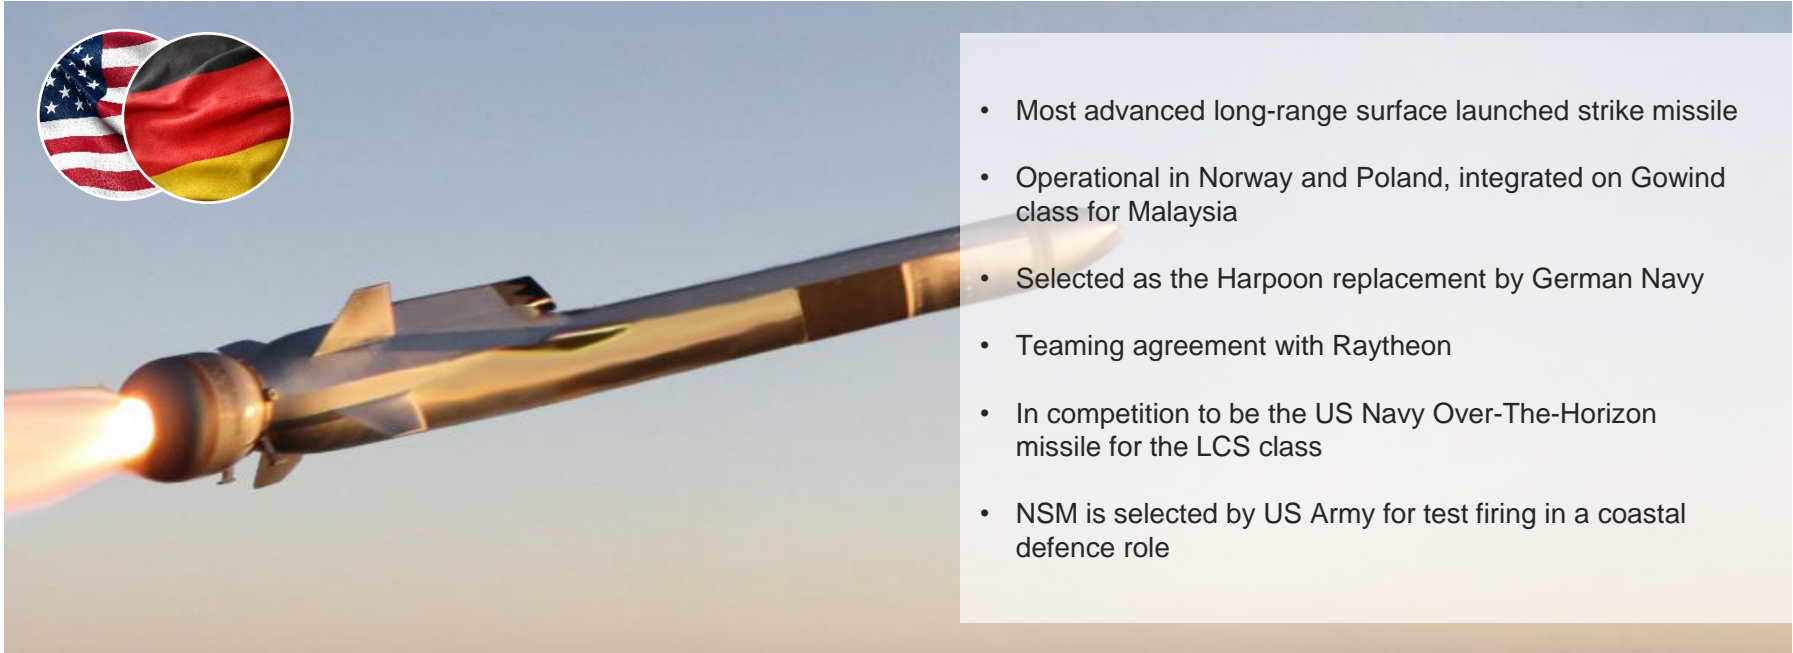 • Most advanced long-range surface launched strike missile
• Operational in Norway and Poland, integrated on Gowind
class for Malaysia
• Selected as the Harpoon replacement by German Navy
• Teaming agreement with Raytheon
• In competition to be the US Navy Over-The-Horizon
missile for the LCS class
• NSM is selected by US Army for test firing in a coastal
defence role